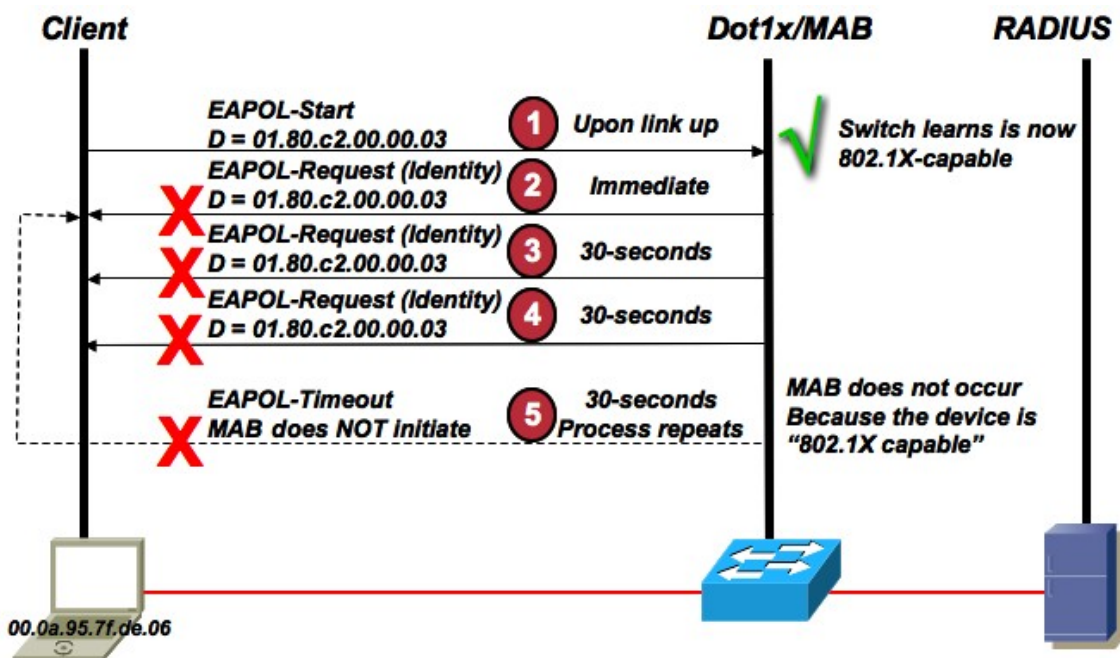 Client
Dot1x/MAB
RADIUS
EAPOL-Start
D = 01.80.c2.00.00.03
1
Upon link up
Switch learns is now
802.1X-capable
EAPOL-Request (Identity)
D = 01.80.c2.00.00.03
2
Immediate
X
EAPOL-Request (Identity)
D = 01.80.c2.00.00.03
3
30-seconds
X
EAPOL-Request (Identity)
D = 01.80.c2.00.00.03
4
30-seconds
X
EAPOL-Timeout
MAB does NOT initiate
5
30-seconds
Process repeats
X
MAB does not occur
Because the device is
“802.1X capable”
00.0a.95.7f.de.06